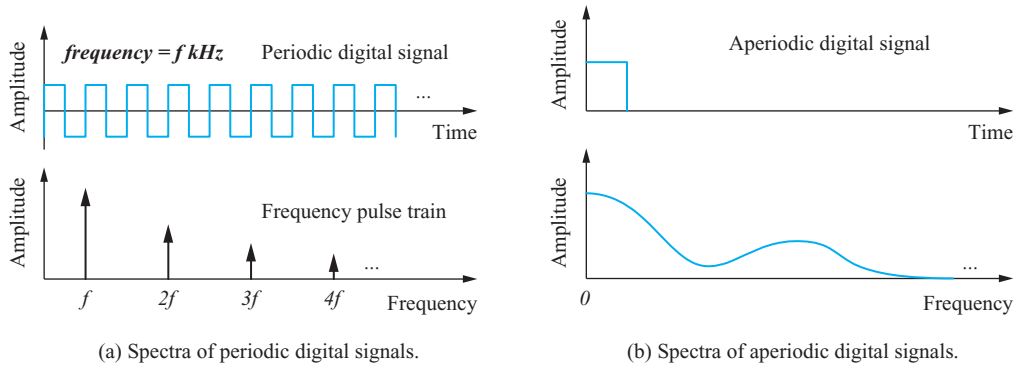 frequency = f kHz
Periodic digital signal
Amplitude
...
Time
Amplitude
Frequency pulse train
...
f
2f
3f
4f
Frequency
(a) Spectra of periodic digital signals.
Aperiodic digital signal
Amplitude
Time
Amplitude
...
0
Frequency
(b) Spectra of aperiodic digital signals.